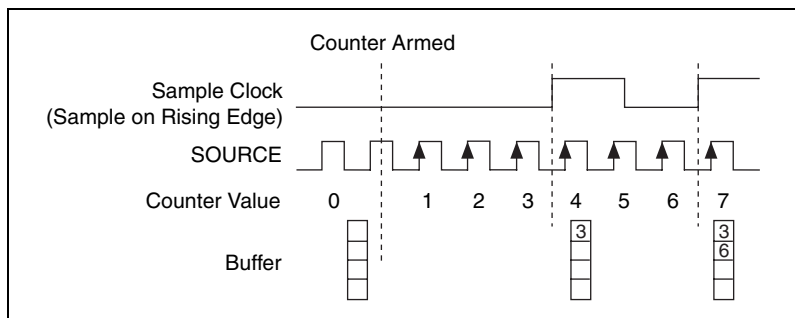 Counter Armed
Sample Clock
(Sample on Rising Edge)
SOURCE
Counter Value 0 1 2 3 4 5 6 7
3 3
6
Buffer